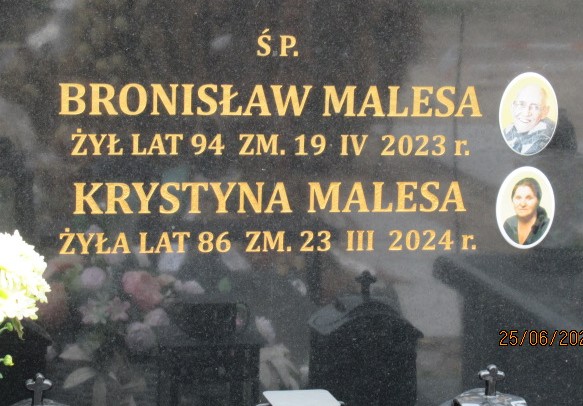 Ś.P.
BRONISŁAW MALESA
ŻYŁ LAT 94 ZM. 19 IV 2023 r.
KRYSTYNA MALESA
ŻYŁA LAT 86 ZM. 23 III 2024 r.